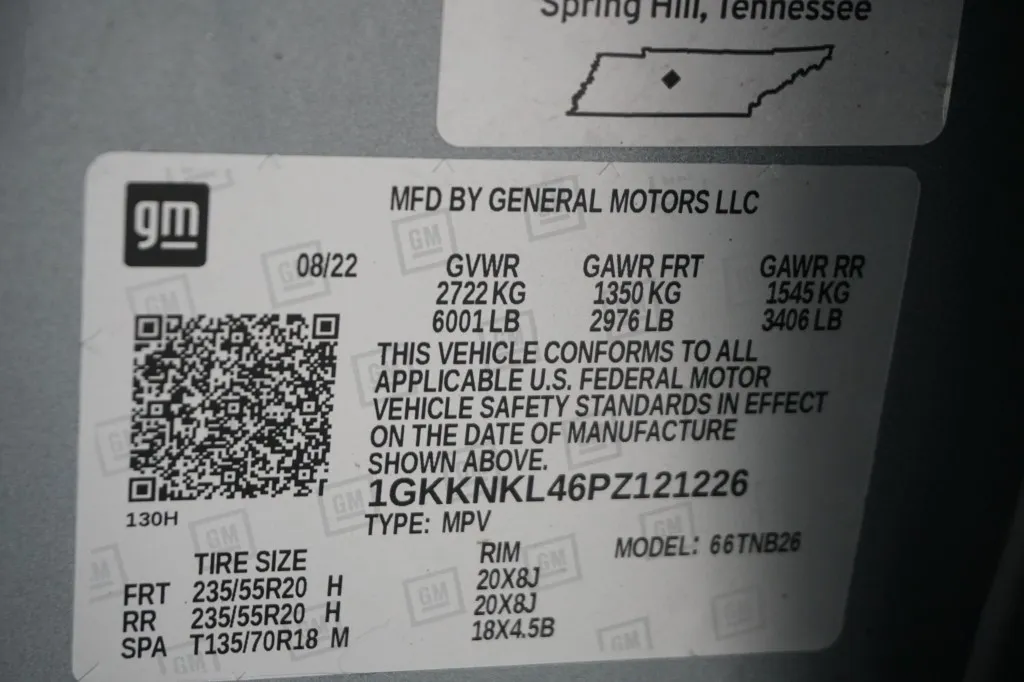 Spring Hill, Tennessee
gm
MFD BY GENERAL MOTORS LLC
08/22 GVWR GAWR FRT GAWR RR
2722 KG 1350 KG 1545 KG
6001 LB 2976 LB 3406 LB
THIS VEHICLE CONFORMS TO ALL
APPLICABLE U.S. FEDERAL MOTOR
VEHICLE SAFETY STANDARDS IN EFFECT
ON THE DATE OF MANUFACTURE
SHOWN ABOVE.
1GKKNKL46PZ121226
130H
TYPE: MPV
MODEL: 66TNB26
TIRE SIZE RIM
FRT 235/55R20 H 20X8J
RR 235/55R20 H 20X8J
SPA T135/70R18 M 18X4.5B